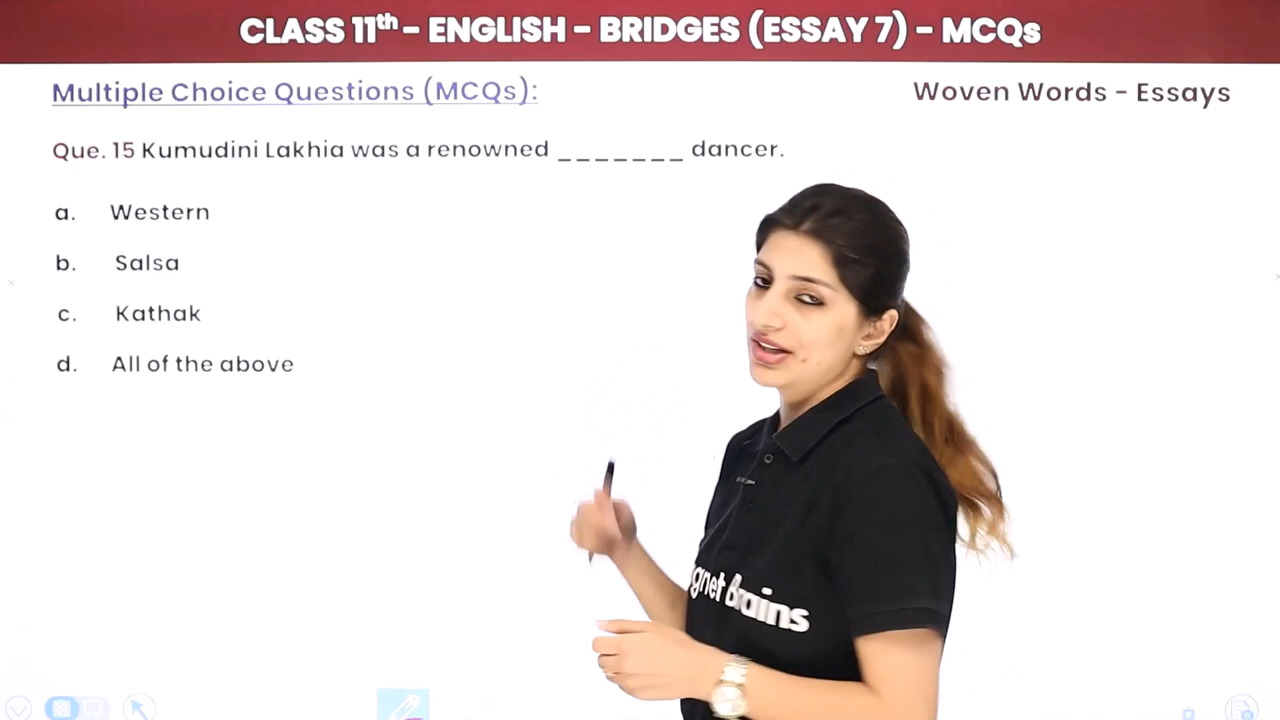 CLASS 11th - ENGLISH - BRIDGES (ESSAY 7) - MCQs
Multiple Choice Questions (MCQs):
Woven Words - Essays
Que. 15 Kumudini Lakhia was a renowned _______ dancer.
a. Western
b. Salsa
c. Kathak
d. All of the above
gnet Brains